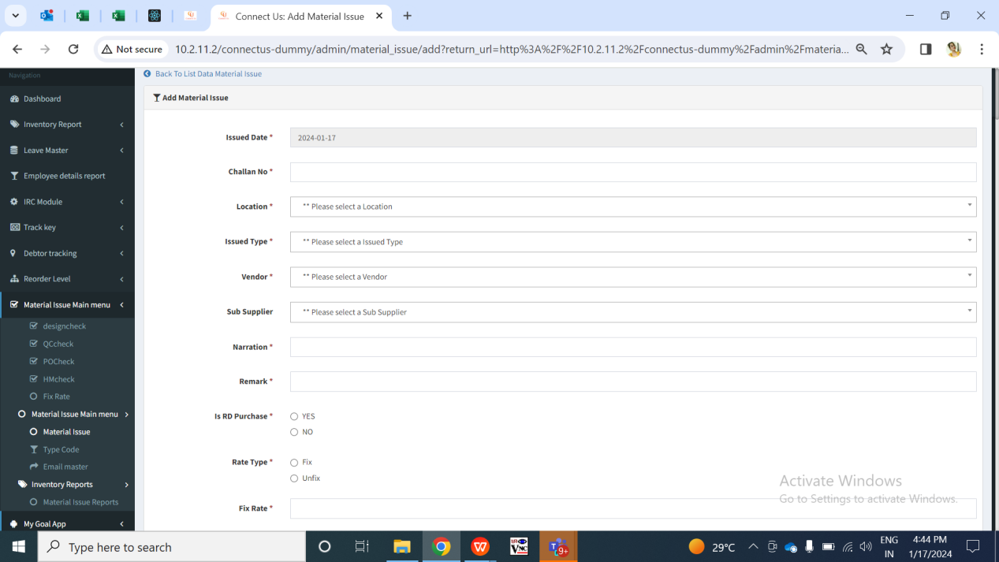 Connect Us: Add Material Issue
Not secure
10.2.11.2/connectus-dummy/admin/material_issue/add?return_url=http%3A%2F%2F10.2.11.2%2Fconnectus-dummy%2Fadmin%2Fmateria...
Navigation
Dashboard
Inventory Report
Leave Master
Employee details report
IRC Module
Track key
Debtor tracking
Reorder Level
Material Issue Main menu
designcheck
QCcheck
POCheck
HMcheck
Fix Rate
Material Issue Main menu
Material Issue
Type Code
Email master
Inventory Reports
Material Issue Reports
My Goal App
Back To List Data Material Issue
Add Material Issue
Issued Date *
2024-01-17
Challan No *
Location *
** Please select a Location
Issued Type *
** Please select a Issued Type
Vendor *
** Please select a Vendor
Sub Supplier
** Please select a Sub Supplier
Narration *
Remark *
Is RD Purchase *
YES
NO
Rate Type *
Fix
Unfix
Fix Rate *
Activate Windows
Go to Settings to activate Windows.
Type here to search
9+
29°C
ENG
IN
4:44 PM
1/17/2024